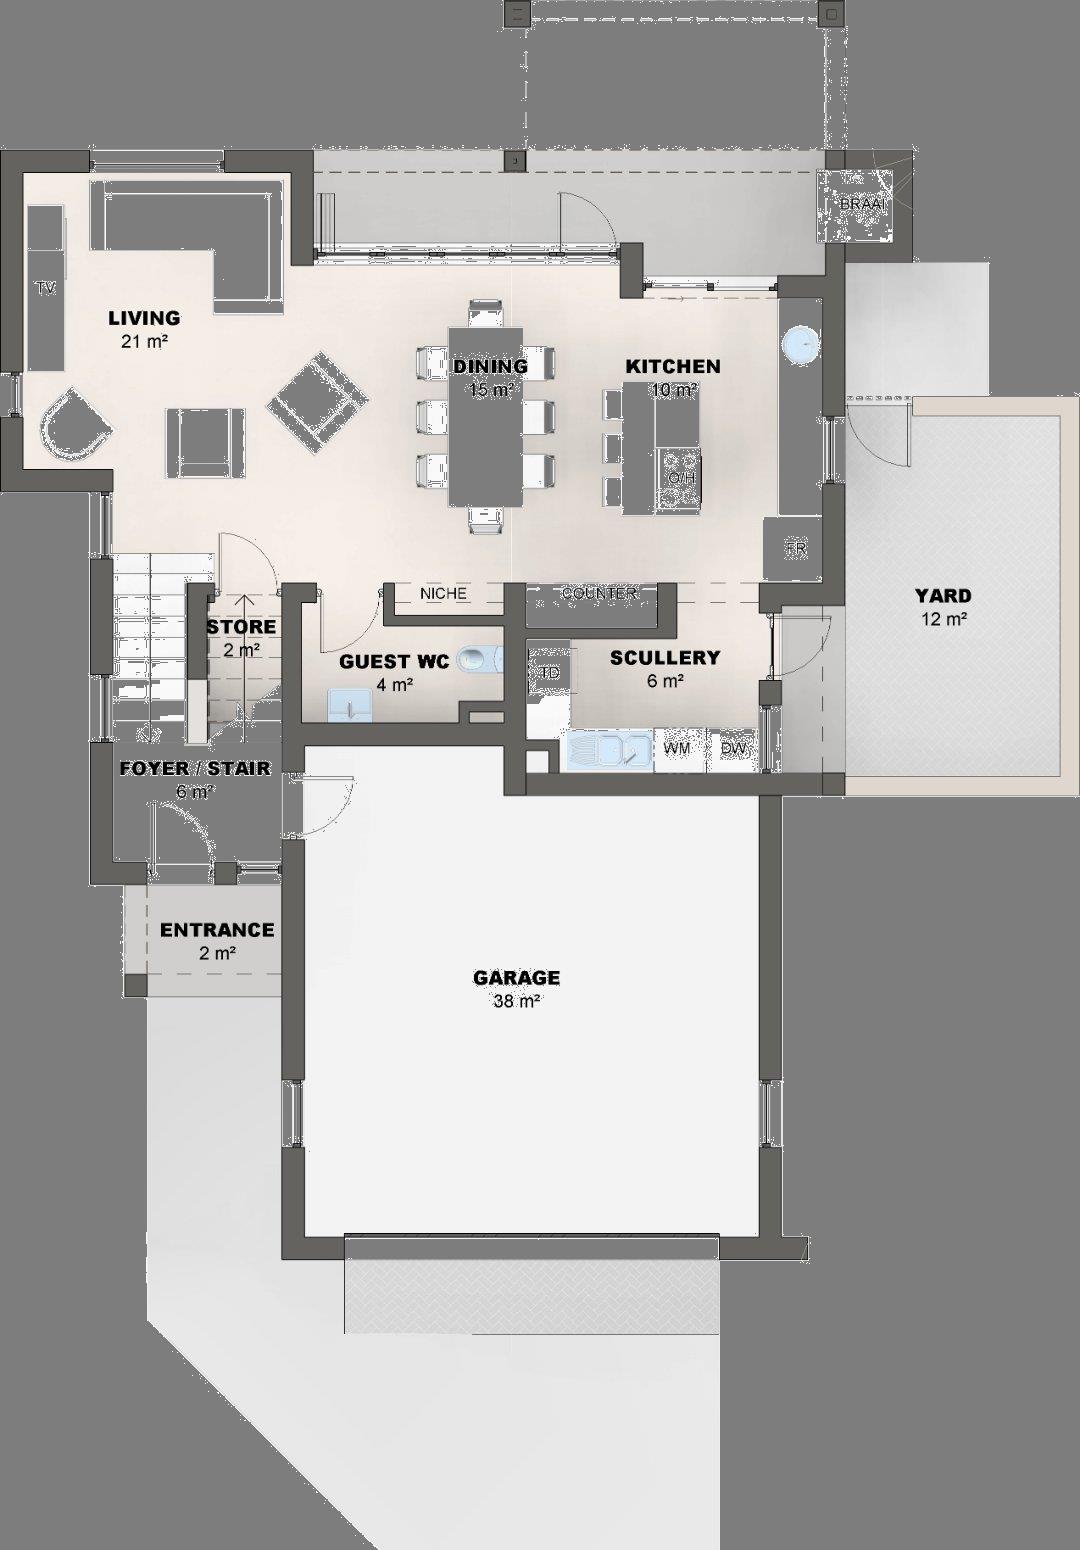 BRAAI
TV
LIVING
21 m²
DINING
15 m²
KITCHEN
10 m²
O/H
FR
NICHE
COUNTER
YARD
12 m²
STORE
2 m²
GUEST WC
4 m²
SCULLERY
6 m²
TD
WM
DW
FOYER / STAIR
6 m²
ENTRANCE
2 m²
GARAGE
38 m²